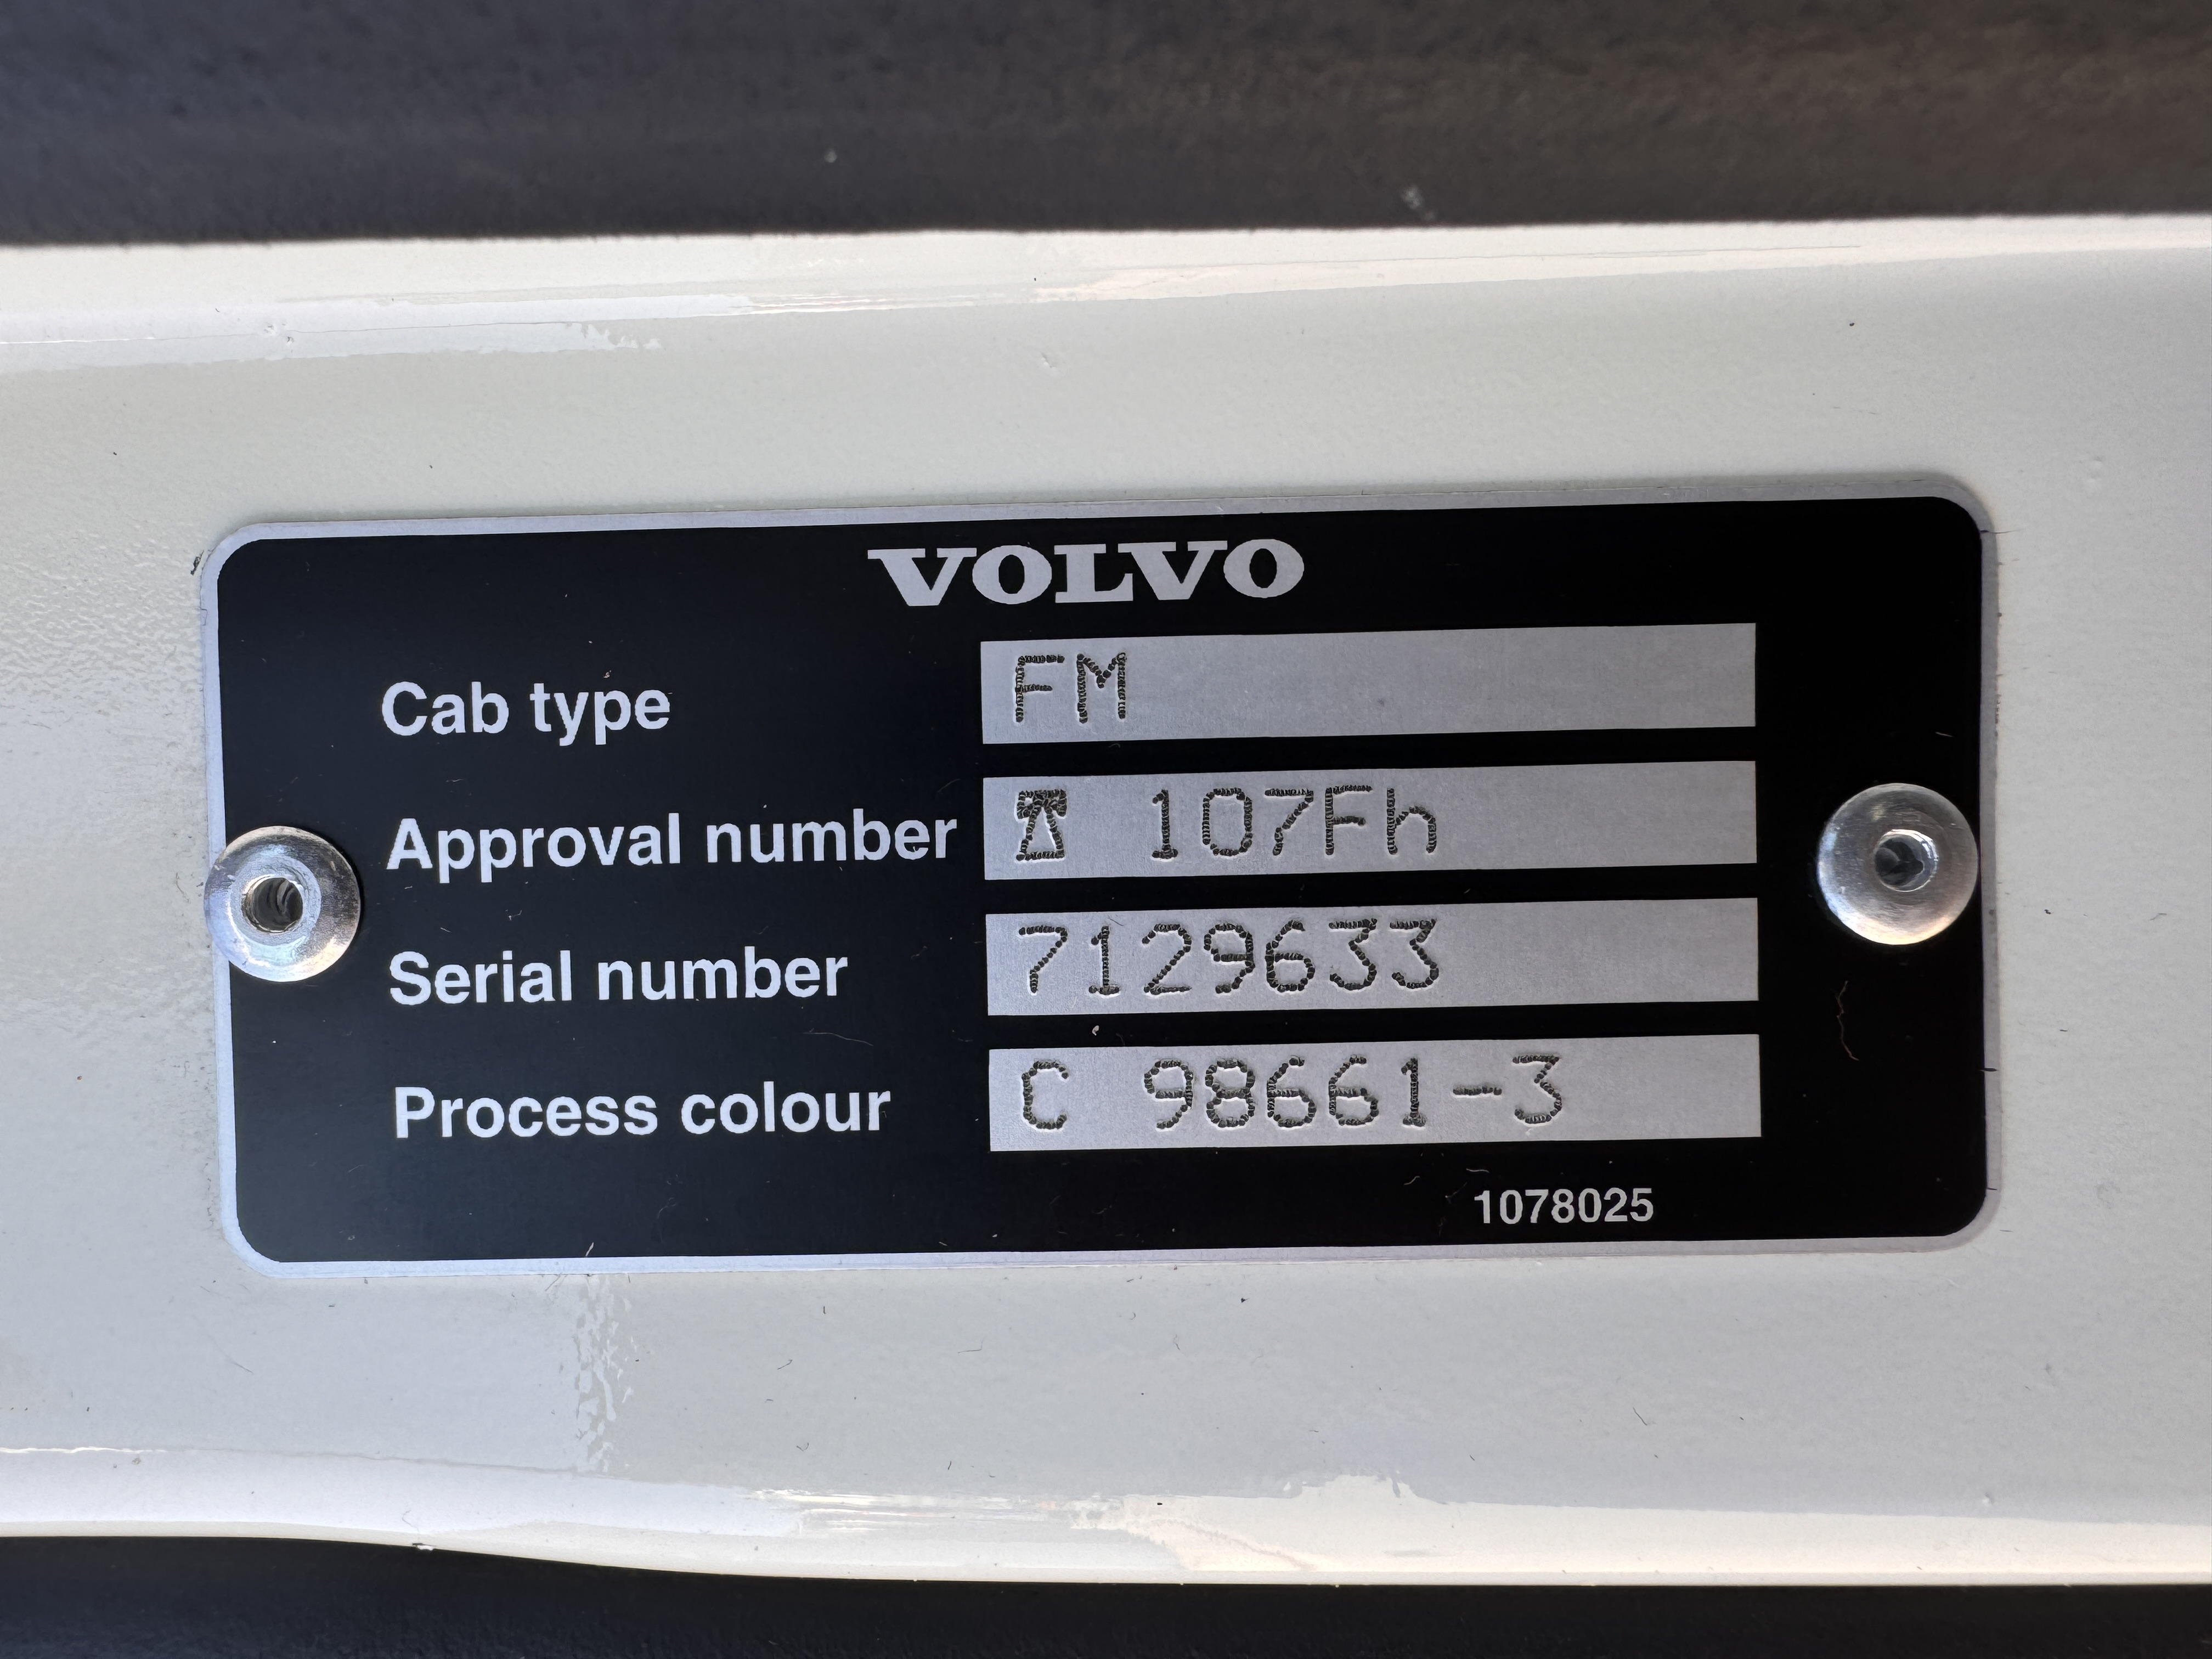 VOLVO
Cab type FM
Approval number 107Fh
Serial number 7129633
Process colour C 98661-3
1078025